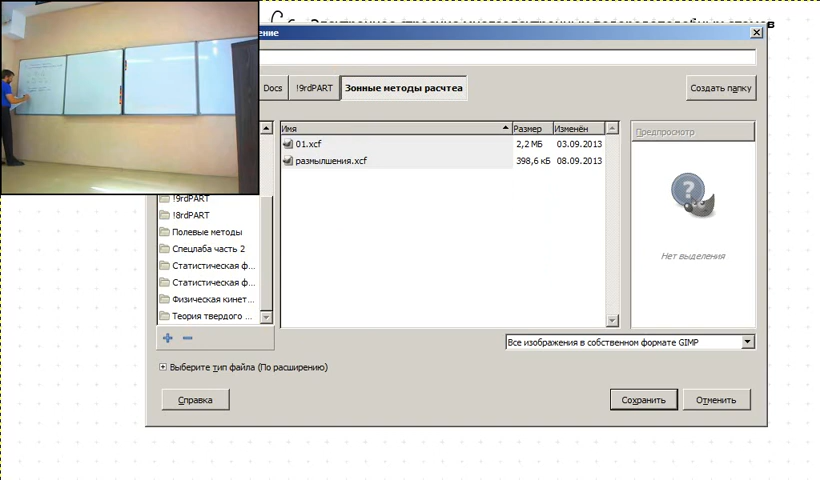 ение
Docs
!9rdPART
Зонные методы расчтеа
Создать папку
Имя
Размер
Изменён
01.xcf
2,2 МБ
03.09.2013
размышления.xcf
398,6 кБ
08.09.2013
Предпросмотр
Нет выделения
!9rdPART
!8rdPART
Полевые методы
Спецлаба часть 2
Статистическая ф...
Статистическая ф...
Физическая кинет...
Теория твердого ...
Все изображения в собственном формате GIMP
Выберите тип файла (По расширению)
Справка
Сохранить
Отменить